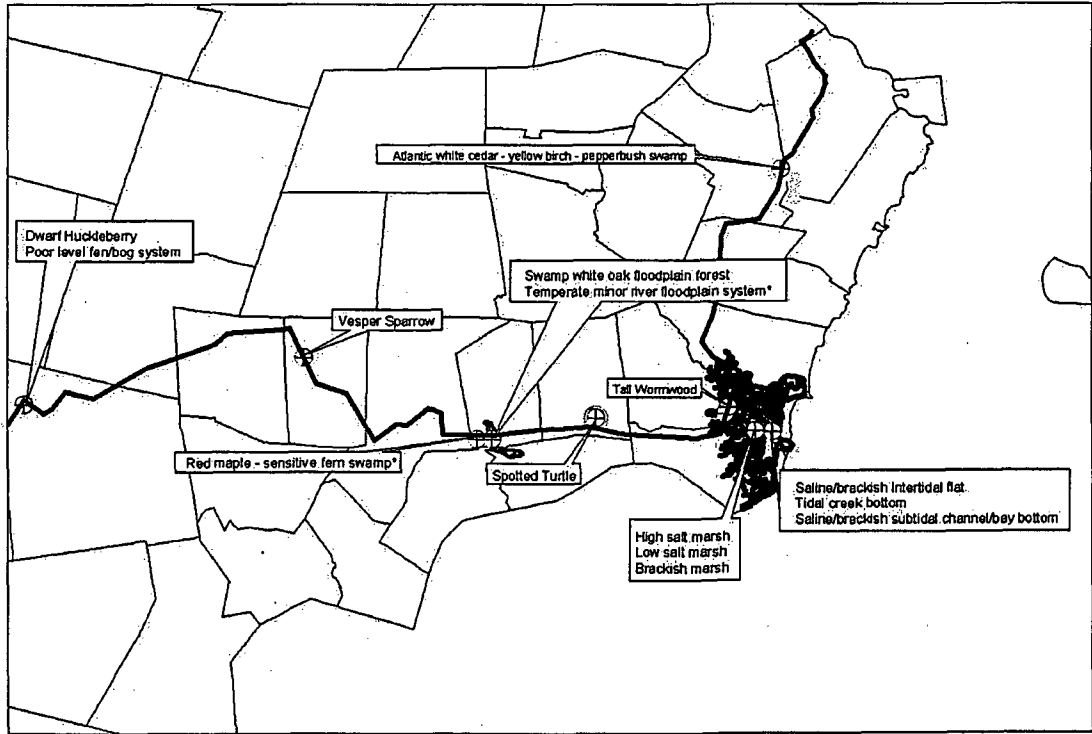 Atlantic white cedar - yellow birch - pepperbush swamp
Dwarf Huckleberry
Poor level fen/bog system
Swamp white oak floodplain forest
Temperate minor river floodplain system*
Vesper Sparrow
Tall Wormwood
Red maple - sensitive fern swamp*
Spotted Turtle
Saline/brackish intertidal flat
Tidal creek bottom
Saline/brackish subtidal channel/bay bottom
High salt marsh
Low salt marsh
Brackish marsh